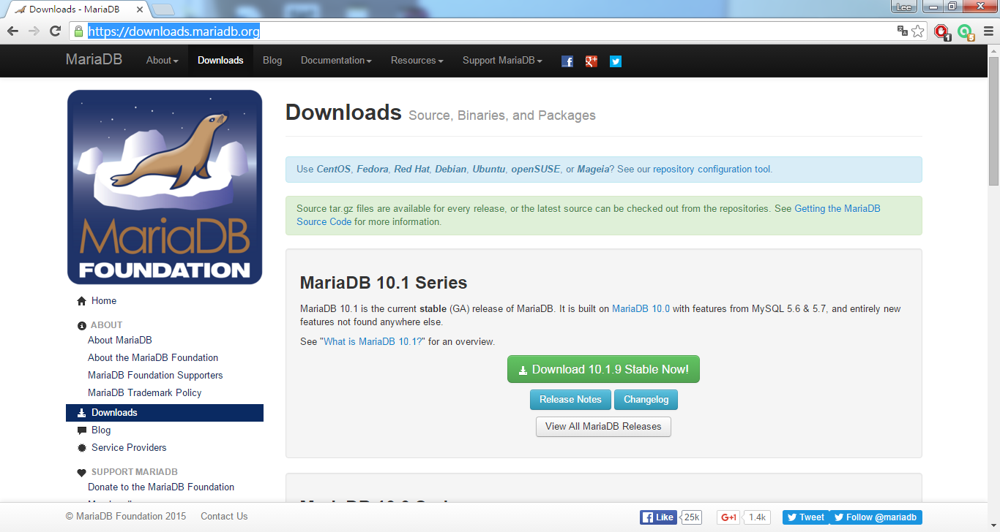 Downloads - MariaDB
Lee
https://downloads.mariadb.org
1
5
MariaDB About Downloads Blog Documentation Resources Support MariaDB
MariaDB
FOUNDATION
Home
ABOUT
About MariaDB
About the MariaDB Foundation
MariaDB Foundation Supporters
MariaDB Trademark Policy
Downloads
Blog
Service Providers
SUPPORT MARIADB
Donate to the MariaDB Foundation
Downloads Source, Binaries, and Packages
Use CentOS, Fedora, Red Hat, Debian, Ubuntu, openSUSE, or Mageia? See our repository configuration tool.
Source tar.gz files are available for every release, or the latest source can be checked out from the repositories. See Getting the MariaDB
Source Code for more information.
MariaDB 10.1 Series
MariaDB 10.1 is the current stable (GA) release of MariaDB. It is built on MariaDB 10.0 with features from MySQL 5.6 & 5.7, and entirely new
features not found anywhere else.
See "What is MariaDB 10.1?" for an overview.
Download 10.1.9 Stable Now!
Release Notes Changelog
View All MariaDB Releases
© MariaDB Foundation 2015 Contact Us
Like 25k G+1 1.4k Tweet Follow @mariadb